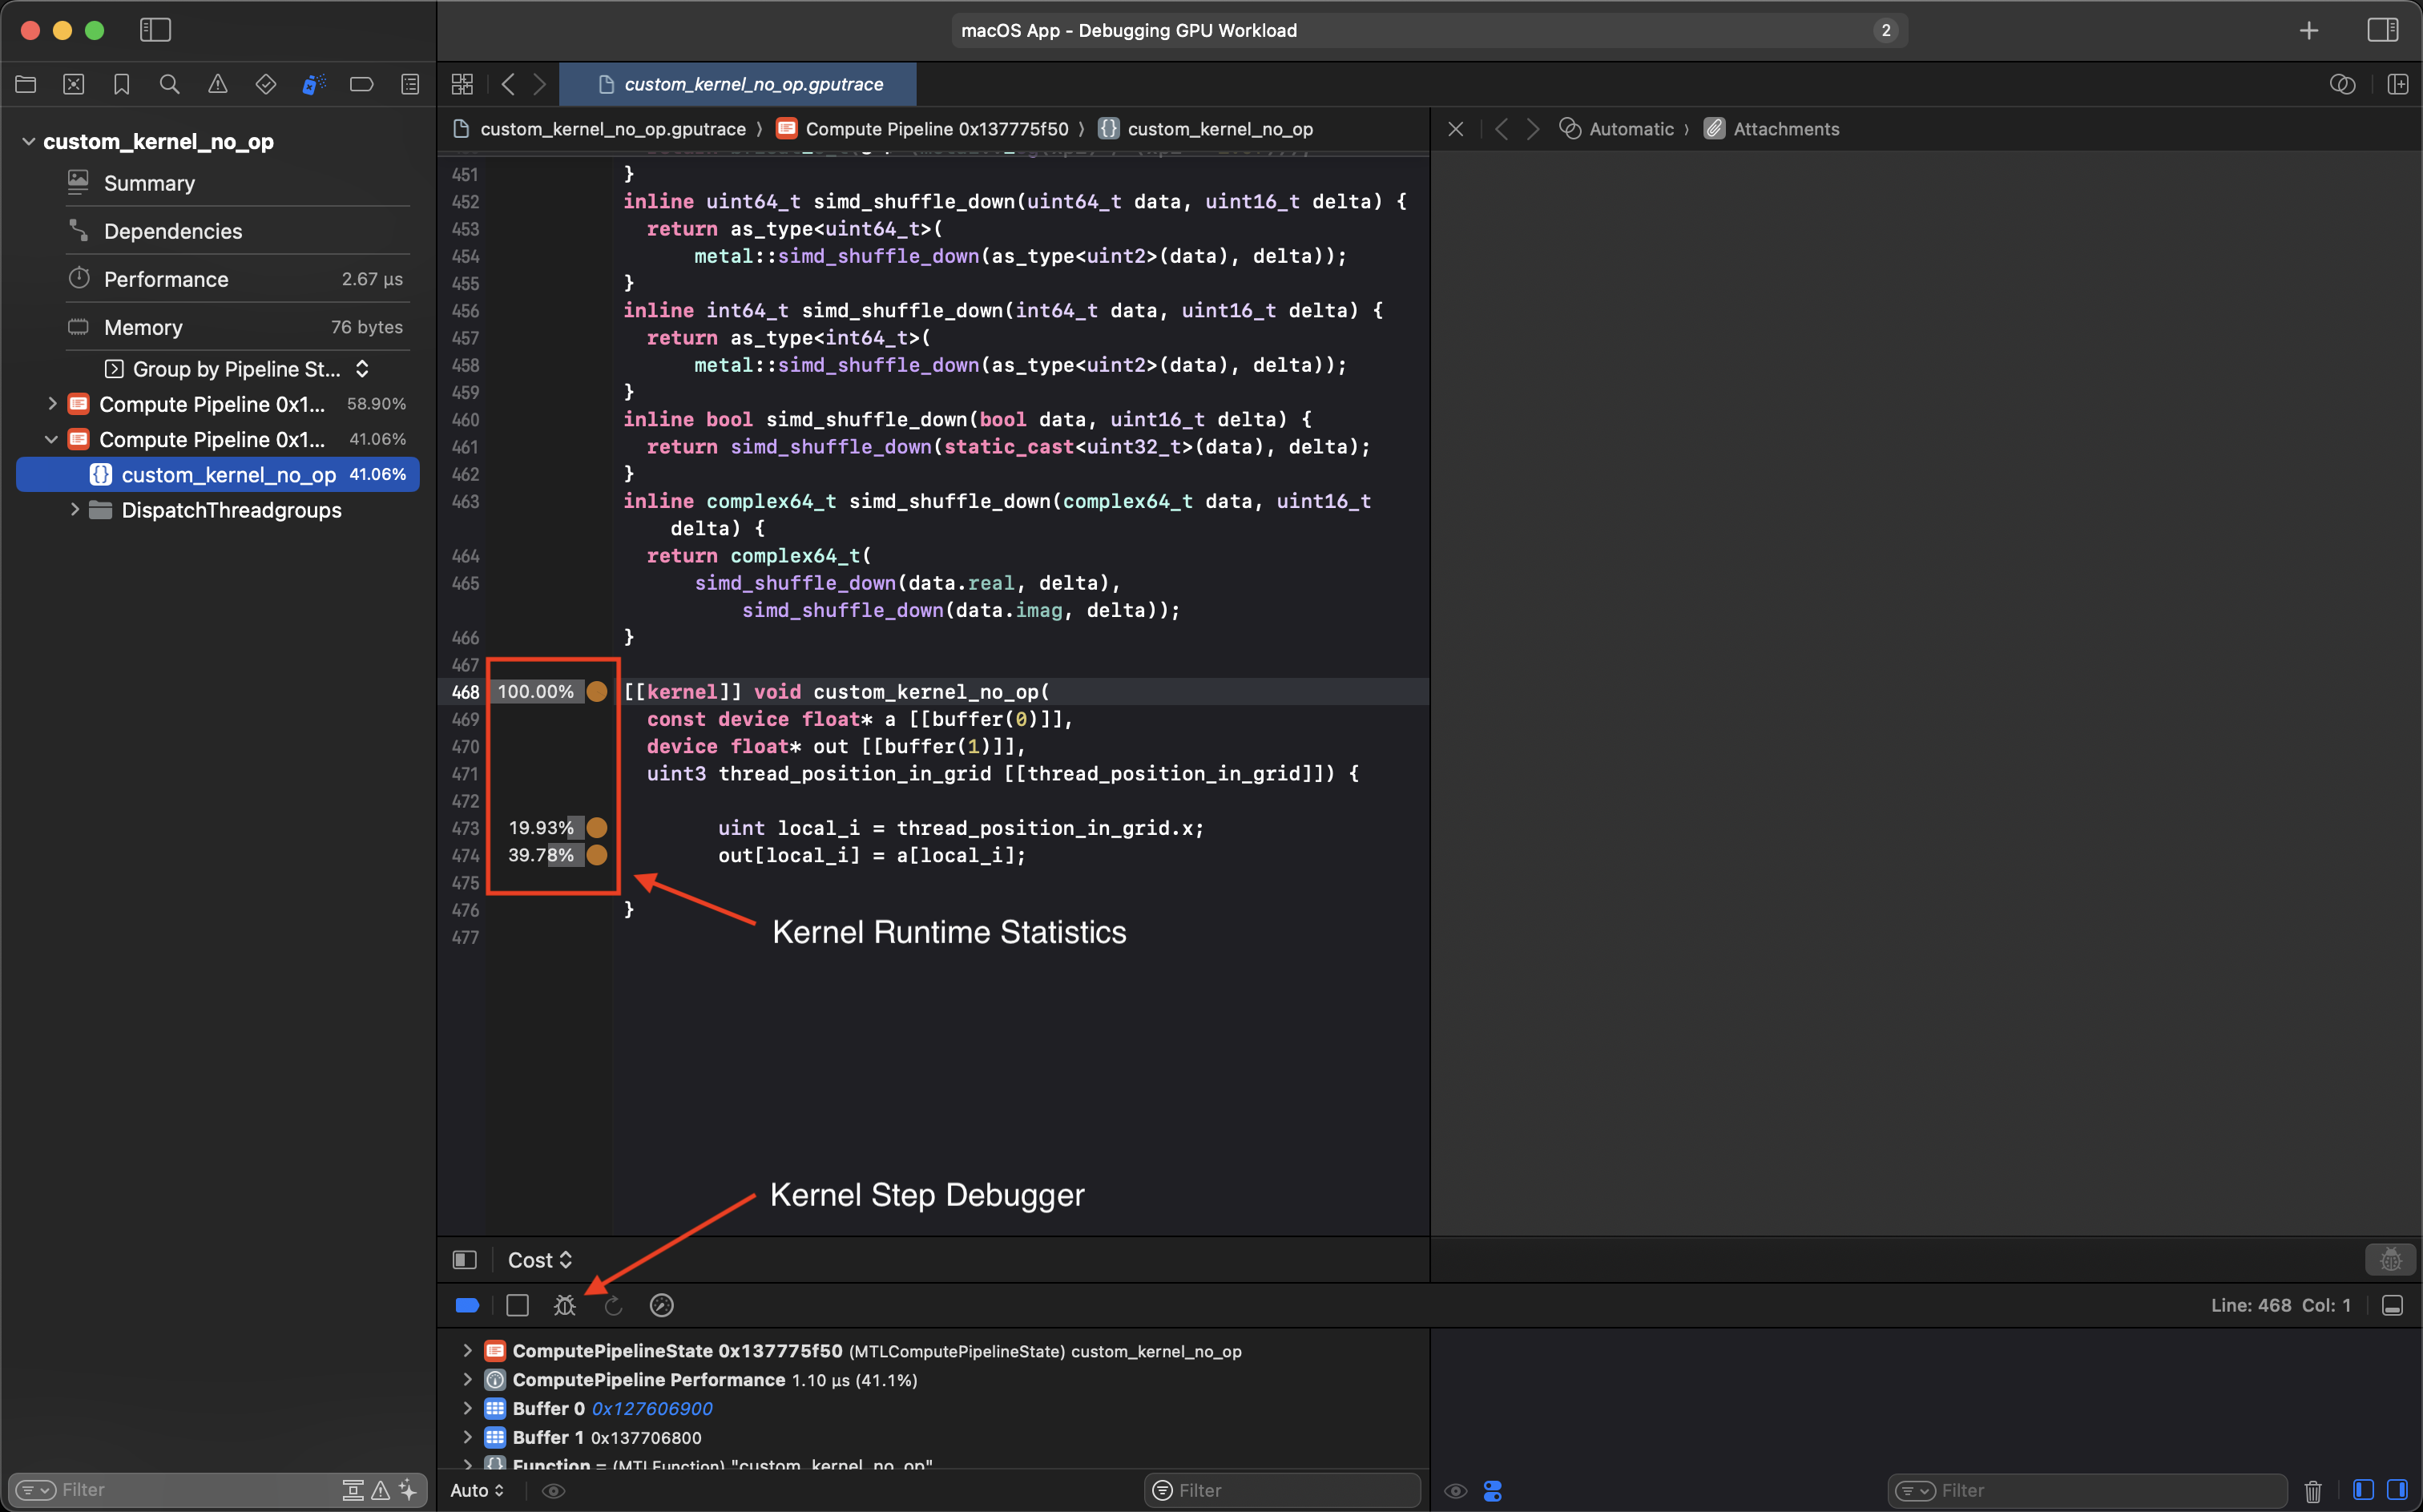 macOS App - Debugging GPU Workload
2
custom_kernel_no_op.gputrace
custom_kernel_no_op
Summary
Dependencies
Performance 2.67 µs
Memory 76 bytes
Group by Pipeline St...
Compute Pipeline 0x1... 58.90%
Compute Pipeline 0x1... 41.06%
custom_kernel_no_op 41.06%
DispatchThreadgroups
Filter
custom_kernel_no_op.gputrace ⟩ Compute Pipeline 0x137775f50 ⟩ custom_kernel_no_op
Automatic ⟩ Attachments
451 }
452 inline uint64_t simd_shuffle_down(uint64_t data, uint16_t delta) {
453 return as_type<uint64_t>(
454 metal::simd_shuffle_down(as_type<uint2>(data), delta));
455 }
456 inline int64_t simd_shuffle_down(int64_t data, uint16_t delta) {
457 return as_type<int64_t>(
458 metal::simd_shuffle_down(as_type<uint2>(data), delta));
459 }
460 inline bool simd_shuffle_down(bool data, uint16_t delta) {
461 return simd_shuffle_down(static_cast<uint32_t>(data), delta);
462 }
463 inline complex64_t simd_shuffle_down(complex64_t data, uint16_t
delta) {
464 return complex64_t(
465 simd_shuffle_down(data.real, delta),
simd_shuffle_down(data.imag, delta));
466 }
467
468 100.00% [[kernel]] void custom_kernel_no_op(
469 const device float* a [[buffer(0)]],
470 device float* out [[buffer(1)]],
471 uint3 thread_position_in_grid [[thread_position_in_grid]]) {
472
473 19.93% uint local_i = thread_position_in_grid.x;
474 39.78% out[local_i] = a[local_i];
475
476 }
477
Kernel Runtime Statistics
Kernel Step Debugger
Cost
Line: 468 Col: 1
ComputePipelineState 0x137775f50 (MTLComputePipelineState) custom_kernel_no_op
ComputePipeline Performance 1.10 µs (41.1%)
Buffer 0 0x127606900
Buffer 1 0x137706800
Function = (MTLFunction) "custom_kernel_no_op"
Auto
Filter
Filter